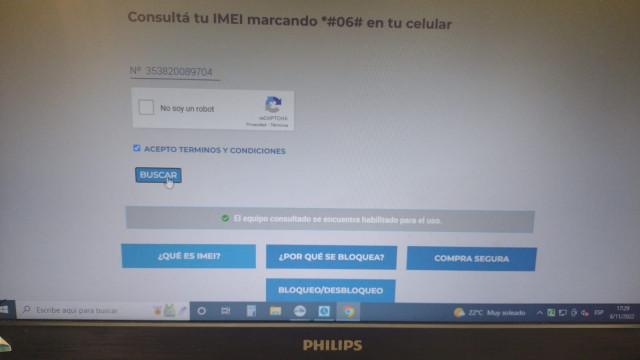 Consultá tu IMEI marcando *#06# en tu celular
Nº 353820089704
No soy un robot
reCAPTCHA
Privacidad - Términos
ACEPTO TERMINOS Y CONDICIONES
BUSCAR
El equipo consultado se encuentra habilitado para el uso.
¿QUÉ ES IMEI?
¿POR QUÉ SE BLOQUEA?
COMPRA SEGURA
BLOQUEO/DESBLOQUEO
Escribe aquí para buscar
22°C Muy soleado
ESP
17:29
6/11/2022
PHILIPS